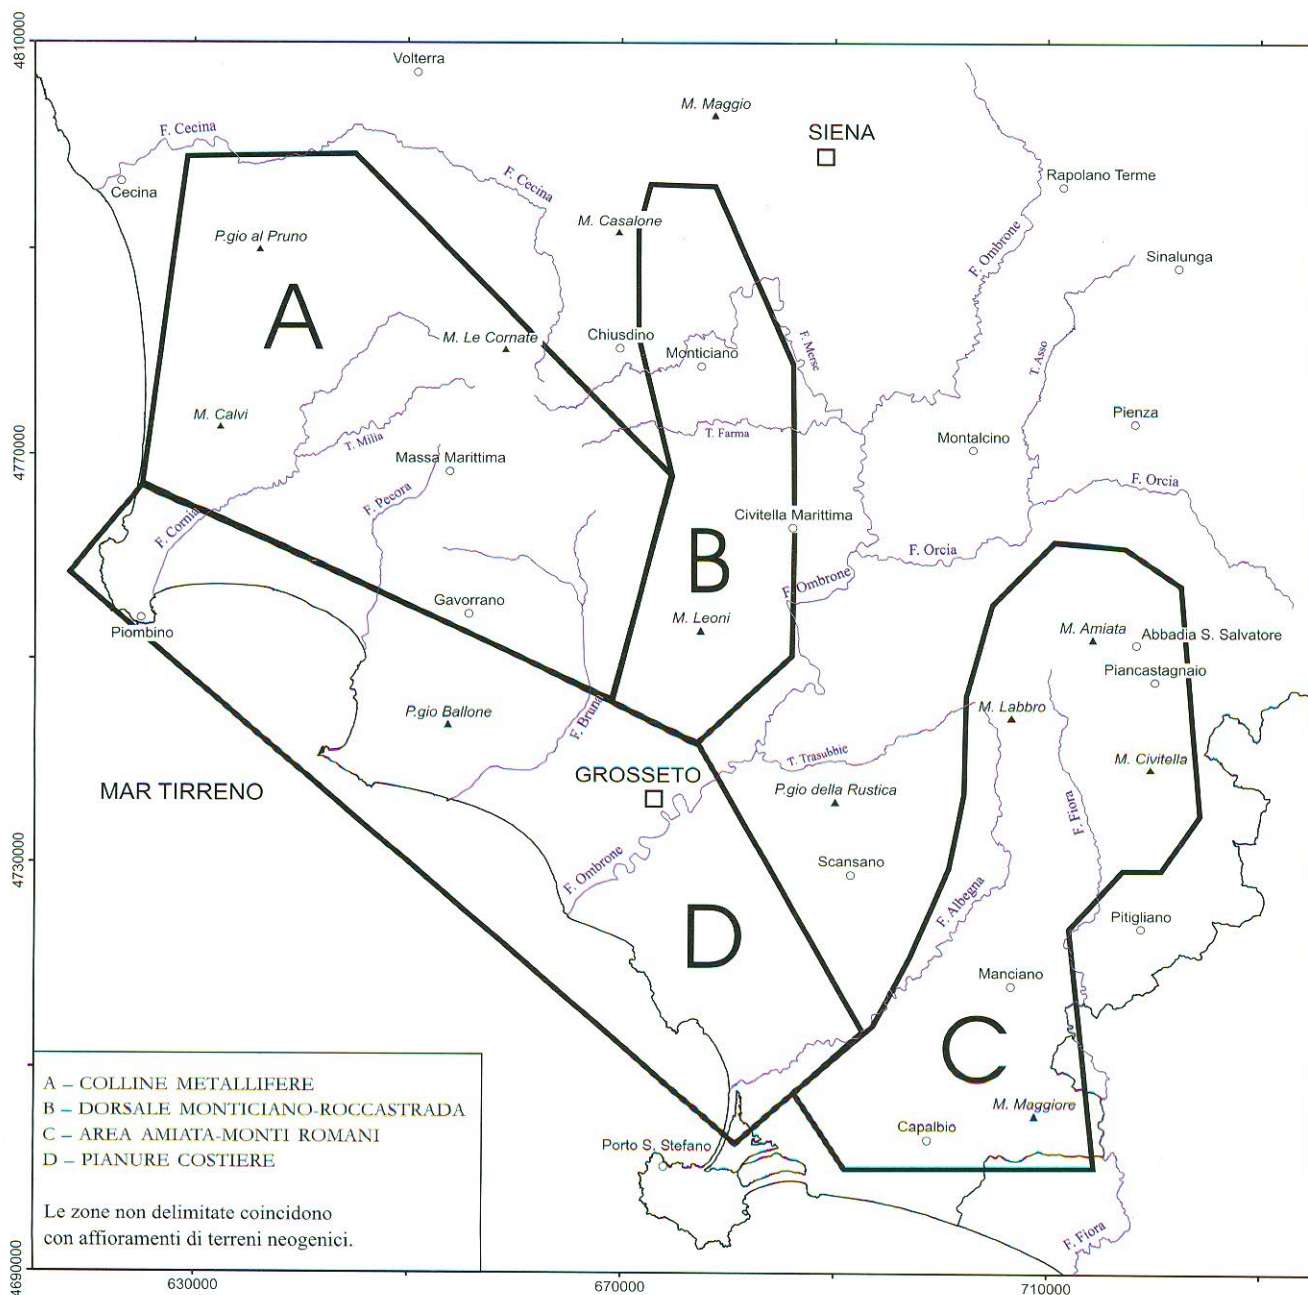 4810000
Volterra
M. Maggio
SIENA
F. Cecina
Rapolano Terme
Cecina
F. Cecina
M. Casalone
P.gio al Pruno
F. Ombrone
Sinalunga
A
M. Le Cornate
Chiusdino
Monticiano
F. Merse
T. Asso
M. Calvi
Pienza
T. Milia
T. Farma
Montalcino
4770000
Massa Marittima
F. Orcia
F. Pecora
F. Cornia
Civitella Marittima
F. Orcia
B
F. Ombrone
Gavorrano
M. Leoni
Piombino
M. Amiata
Abbadia S. Salvatore
Piancastagnaio
P.gio Ballone
F. Bruna
M. Labbro
T. Trasubbie
M. Civitella
GROSSETO
MAR TIRRENO
P.gio della Rustica
F. Fiora
4730000
F. Ombrone
Scansano
F. Albegna
Pitigliano
D
Manciano
C
A – COLLINE METALLIFERE
B – DORSALE MONTICIANO-ROCCASTRADA
C – AREA AMIATA-MONTI ROMANI
D – PIANURE COSTIERE
Le zone non delimitate coincidono
con affioramenti di terreni neogenici.
M. Maggiore
Capalbio
Porto S. Stefano
F. Fiora
4690000
630000
670000
710000